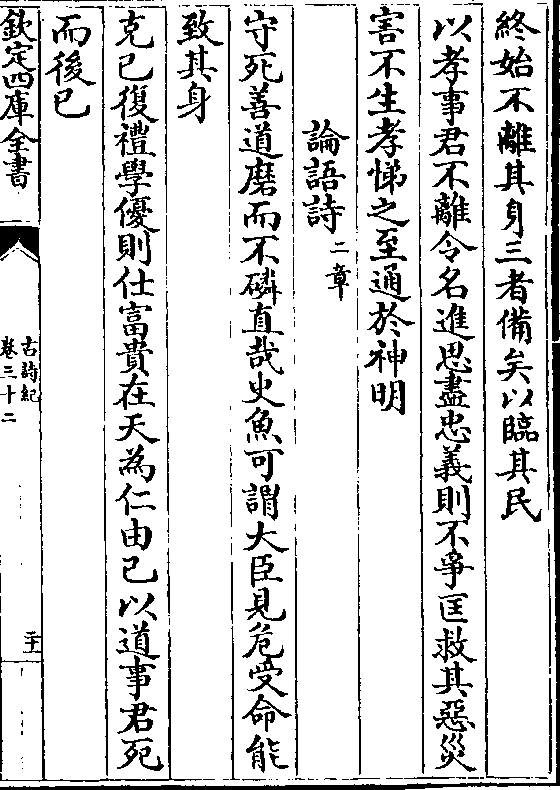 終始不離其身三者備矣以臨其民
以孝事君不離令名進思盡忠義則不爭匡救其惡災
害不生孝悌之至通於神明
論語詩二章
守死善道磨而不磷直哉史魚可謂大臣見危受命能
致其身
克己復禮學優則仕富貴在天為仁由己以道事君死
而後已
欽定四庫全書
古詩紀
卷三十二
二十